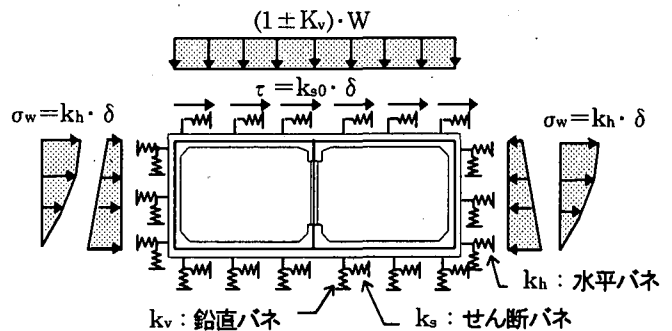 (1±Kv)·W
τ=ks0·δ
σw=kh·δ
σw=kh·δ
kh：水平バネ
kv：鉛直バネ
ks：せん断バネ